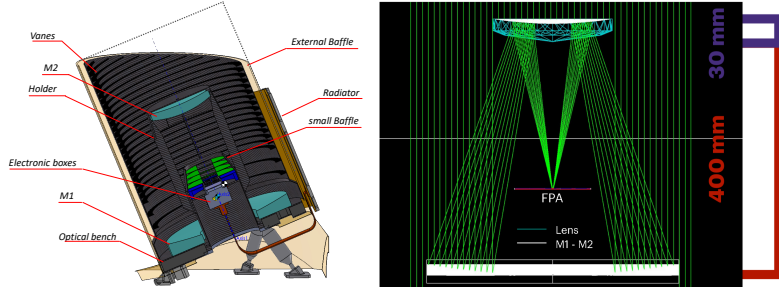 Vanes
M2
Holder
Electronic boxes
M1
Optical bench
External Baffle
Radiator
small Baffle
FPA
Lens
M1 - M2
30 mm
400 mm